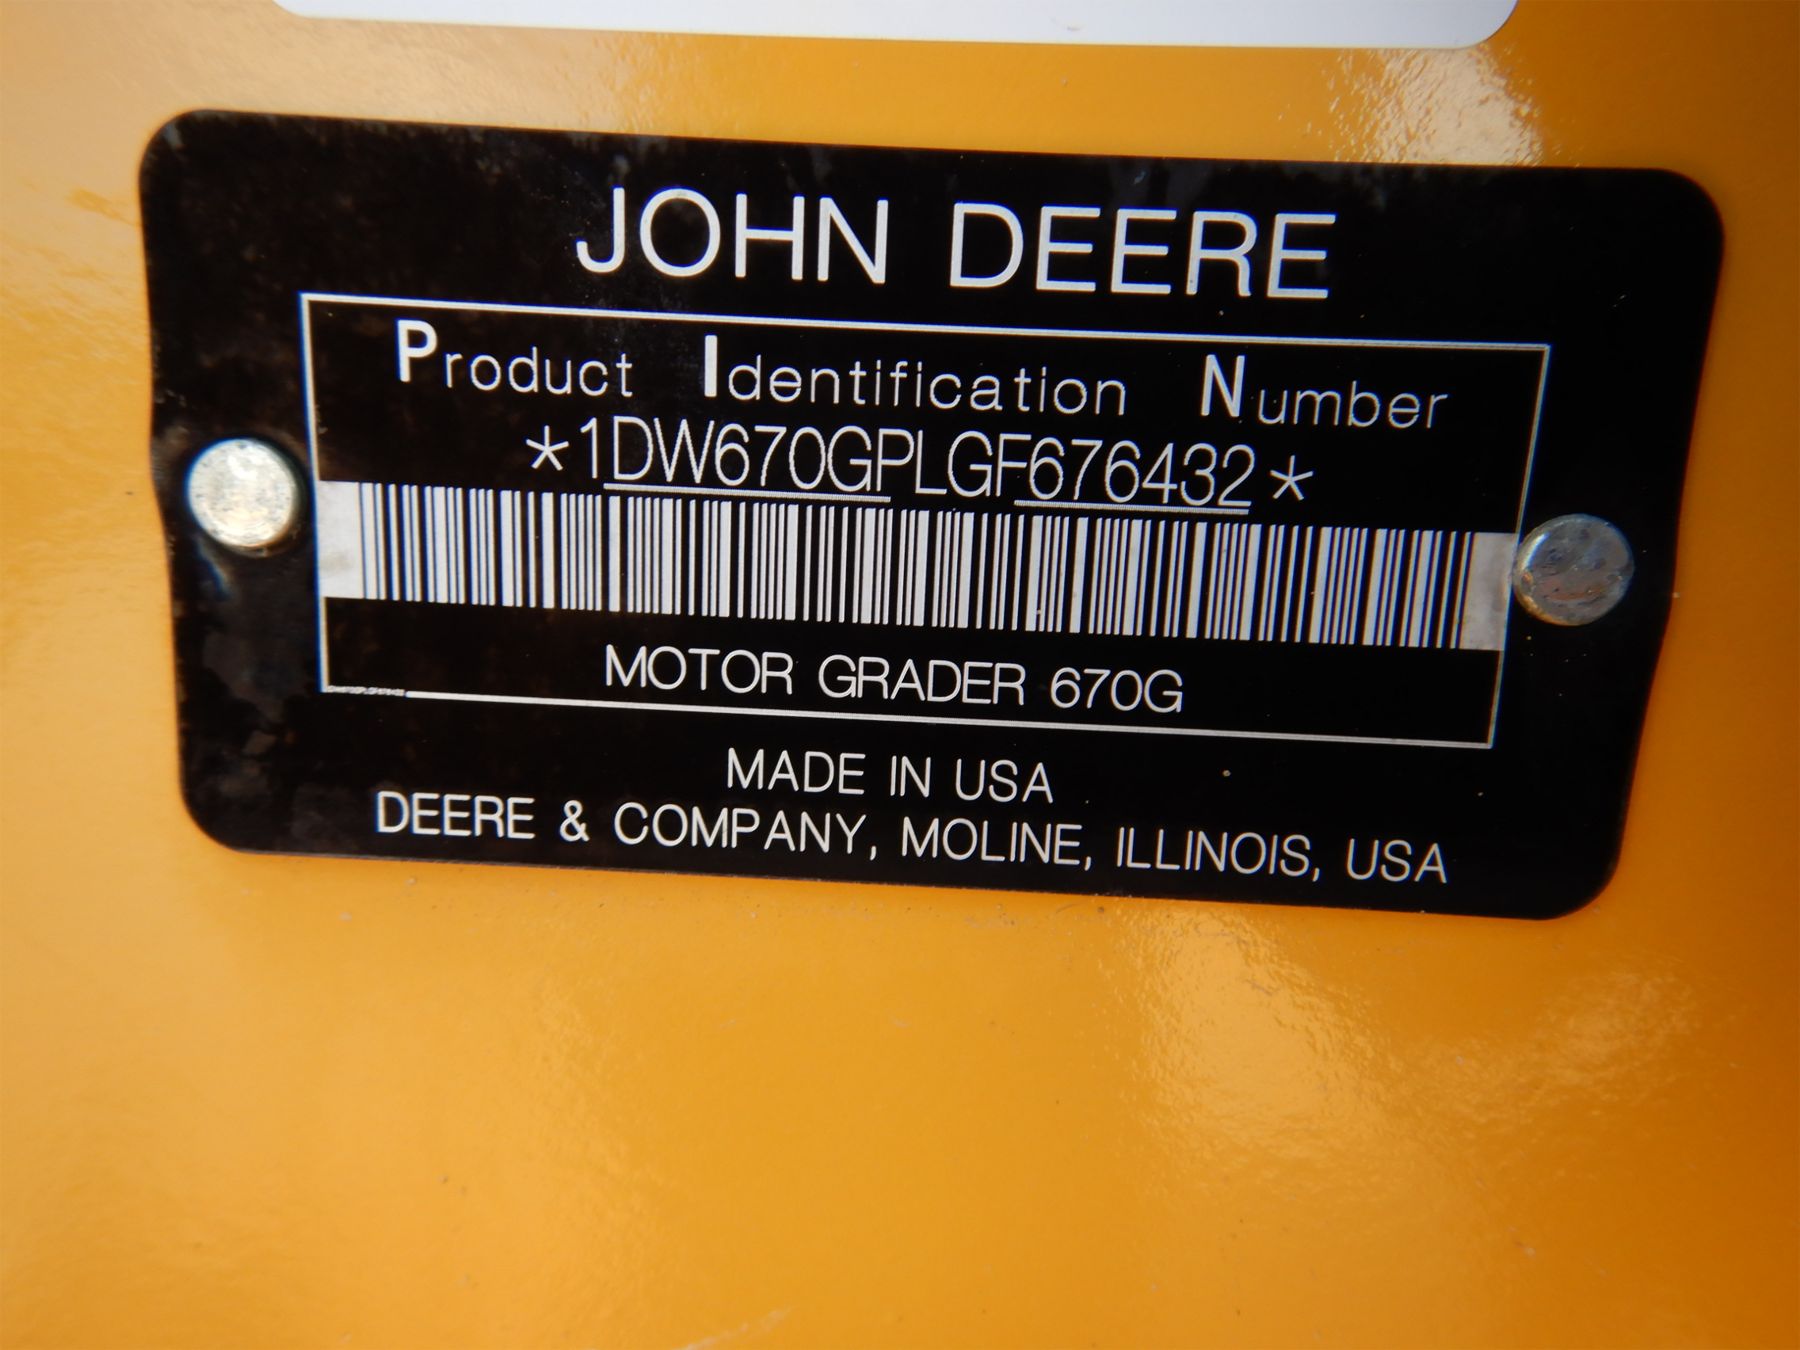 JOHN DEERE
Product Identification Number
*1DW670GPLGF676432*
MOTOR GRADER 670G
MADE IN USA
DEERE & COMPANY, MOLINE, ILLINOIS, USA